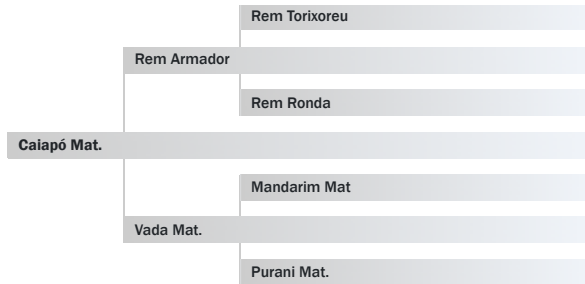 Rem Torixoreu
Rem Armador
Rem Ronda
Caiapó Mat.
Mandarim Mat
Vada Mat.
Purani Mat.